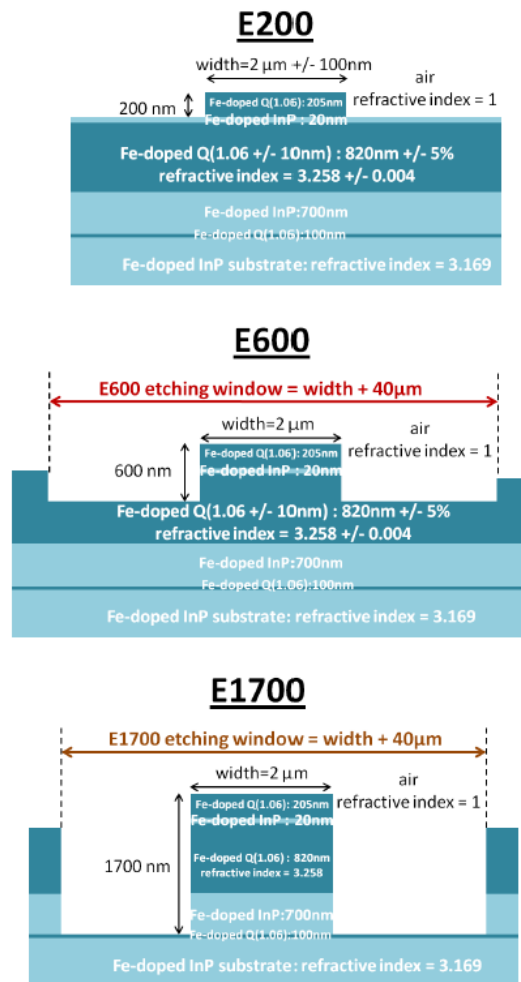 E200
width=2 µm +/- 100nm
air
refractive index = 1
200 nm
Fe-doped Q(1.06): 205nm
Fe-doped InP : 20nm
Fe-doped Q(1.06 +/- 10nm) : 820nm +/- 5%
refractive index = 3.258 +/- 0.004
Fe-doped InP:700nm
Fe-doped Q(1.06):100nm
Fe-doped InP substrate: refractive index = 3.169
E600
E600 etching window = width + 40µm
width=2 µm
air
refractive index = 1
600 nm
Fe-doped Q(1.06): 205nm
Fe-doped InP : 20nm
Fe-doped Q(1.06 +/- 10nm) : 820nm +/- 5%
refractive index = 3.258 +/- 0.004
Fe-doped InP:700nm
Fe-doped Q(1.06):100nm
Fe-doped InP substrate: refractive index = 3.169
E1700
E1700 etching window = width + 40µm
width=2 µm
air
refractive index = 1
1700 nm
Fe-doped Q(1.06): 205nm
Fe-doped InP : 20nm
Fe-doped Q(1.06) : 820nm
refractive index = 3.258
Fe-doped InP:700nm
Fe-doped Q(1.06):100nm
Fe-doped InP substrate: refractive index = 3.169